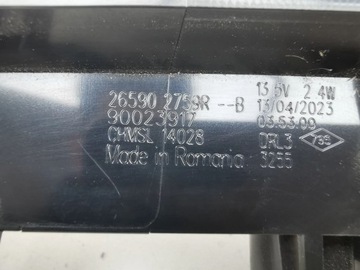 26590 2759R --B 13.5V 2.4W
90023917 13/04/2023
03:53:09
CHMSL 14028 DRL3
Made in Romania 3255